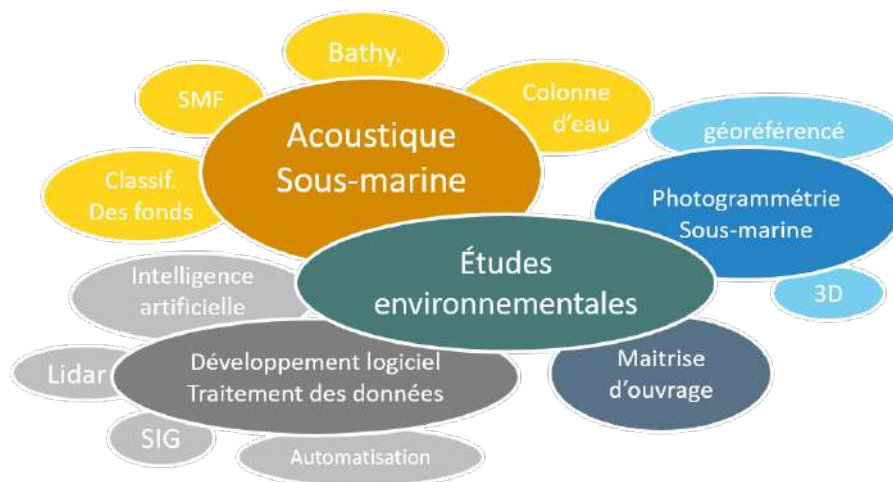 Bathy.
SMF
Colonne
d'eau
Acoustique
Sous-marine
géoréférencé
Classif.
Des fonds
Photogrammétrie
Sous-marine
Études
environnementales
Intelligence
artificielle
3D
Développement logiciel
Traitement des données
Maitrise
d'ouvrage
Lidar
SIG
Automatisation